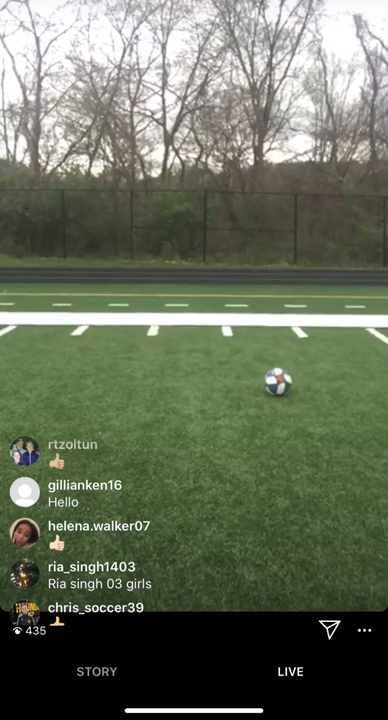 rtzoltun
gillianken16
Hello
helena.walker07
ria_singh1403
Ria singh 03 girls
chris_soccer39
435
STORY
LIVE